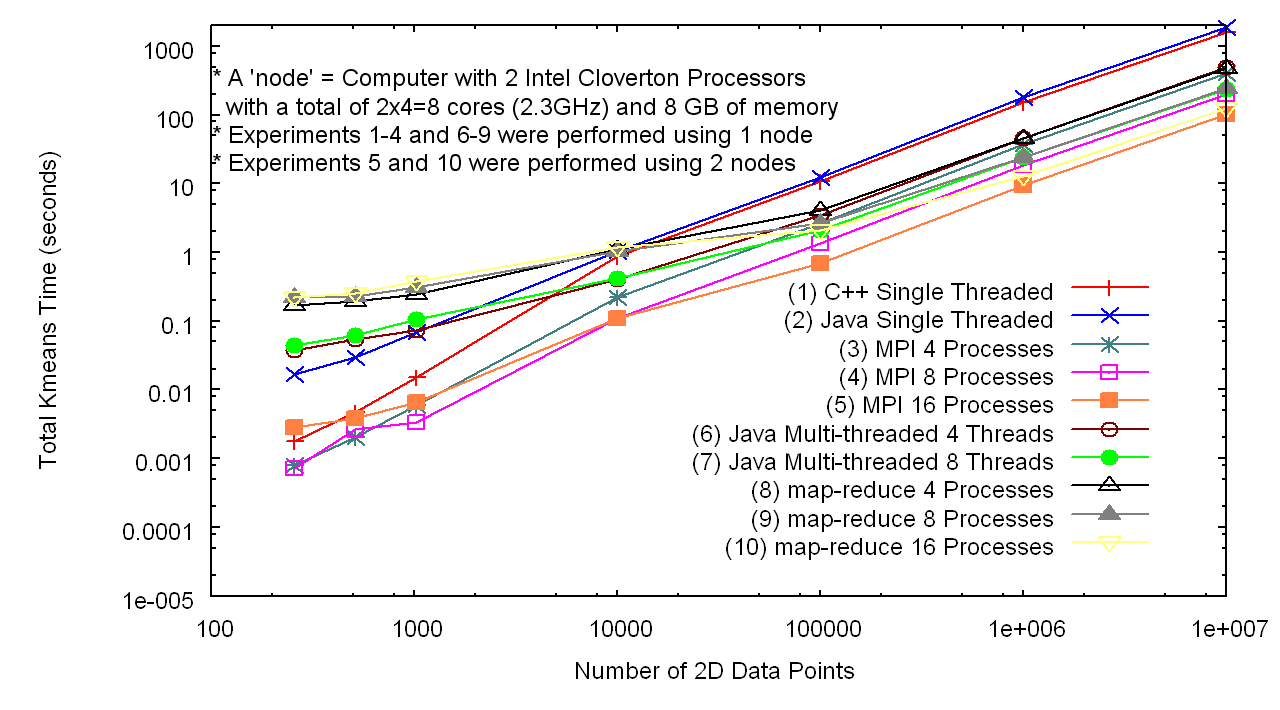 1000
100
10
1
0.1
0.01
0.001
0.0001
1e-005
Total Kmeans Time (seconds)
* A 'node' = Computer with 2 Intel Cloverton Processors
with a total of 2x4=8 cores (2.3GHz) and 8 GB of memory
* Experiments 1-4 and 6-9 were performed using 1 node
* Experiments 5 and 10 were performed using 2 nodes
(1) C++ Single Threaded
(2) Java Single Threaded
(3) MPI 4 Processes
(4) MPI 8 Processes
(5) MPI 16 Processes
(6) Java Multi-threaded 4 Threads
(7) Java Multi-threaded 8 Threads
(8) map-reduce 4 Processes
(9) map-reduce 8 Processes
(10) map-reduce 16 Processes
100 1000 10000 100000 1e+006 1e+007
Number of 2D Data Points